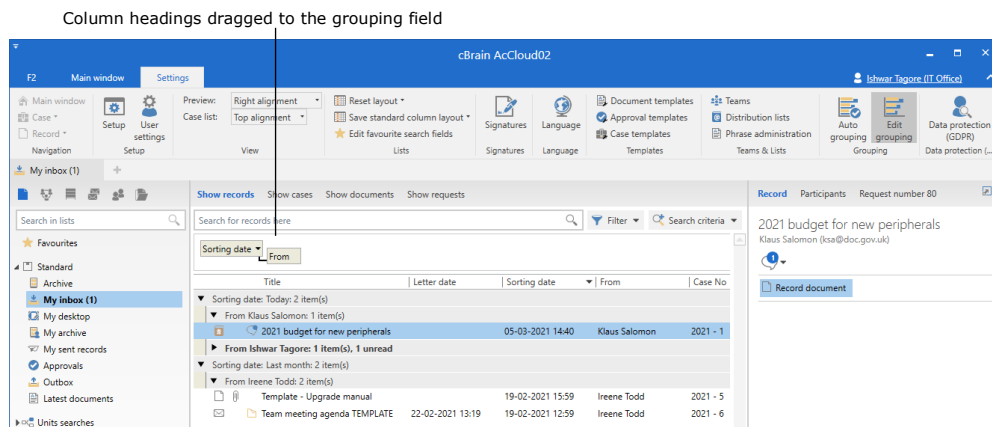 Column headings dragged to the grouping field
cBrain AcCloud02
F2 Main window Settings Ishwar Tagore (IT Office)
Main window
Case
Record
Navigation
Setup
User settings
Setup
Preview: Right alignment
Case list: Top alignment
View
Reset layout
Save standard column layout
Edit favourite search fields
Lists
Signatures
Signatures
Language
Language
Document templates
Approval templates
Case templates
Templates
Teams
Distribution lists
Phrase administration
Teams & Lists
Auto grouping
Edit grouping
Grouping
Data protection (GDPR)
Data protection (...
My inbox (1) +
Show records Show cases Show documents Show requests
Record Participants Request number 80
Search in lists
Search for records here
Filter Search criteria
Favourites
Standard
Archive
My inbox (1)
My desktop
My archive
My sent records
Approvals
Outbox
Latest documents
Units searches
Sorting date
From
Title Letter date Sorting date From Case No
Sorting date: Today: 2 item(s)
From Klaus Salomon: 1 item(s)
2021 budget for new peripherals 05-03-2021 14:40 Klaus Salomon 2021 - 1
From Ishwar Tagore: 1 item(s), 1 unread
Sorting date: Last month: 2 item(s)
From Ireene Todd: 2 item(s)
Template - Upgrade manual 19-02-2021 15:59 Ireene Todd 2021 - 5
Team meeting agenda TEMPLATE 22-02-2021 13:19 19-02-2021 12:59 Ireene Todd 2021 - 6
2021 budget for new peripherals
Klaus Salomon (ksa@doc.gov.uk)
1
Record document